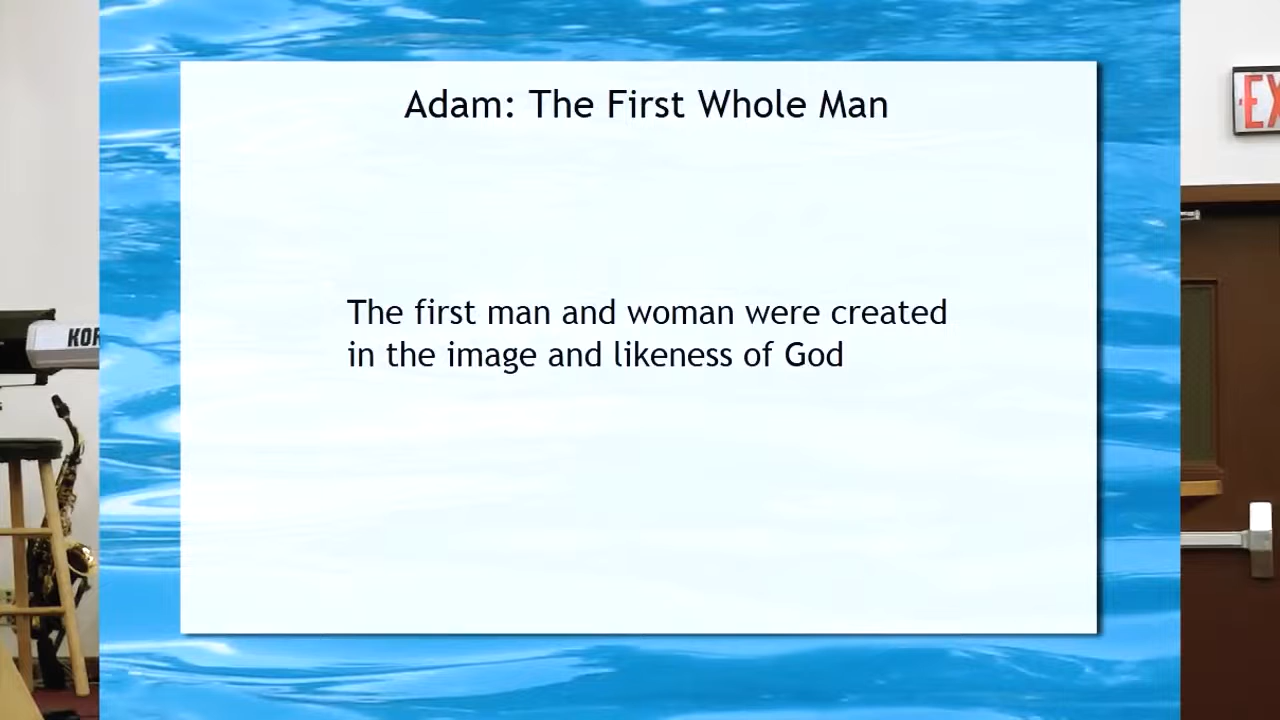 Adam: The First Whole Man
The first man and woman were created
in the image and likeness of God
KOR
EX